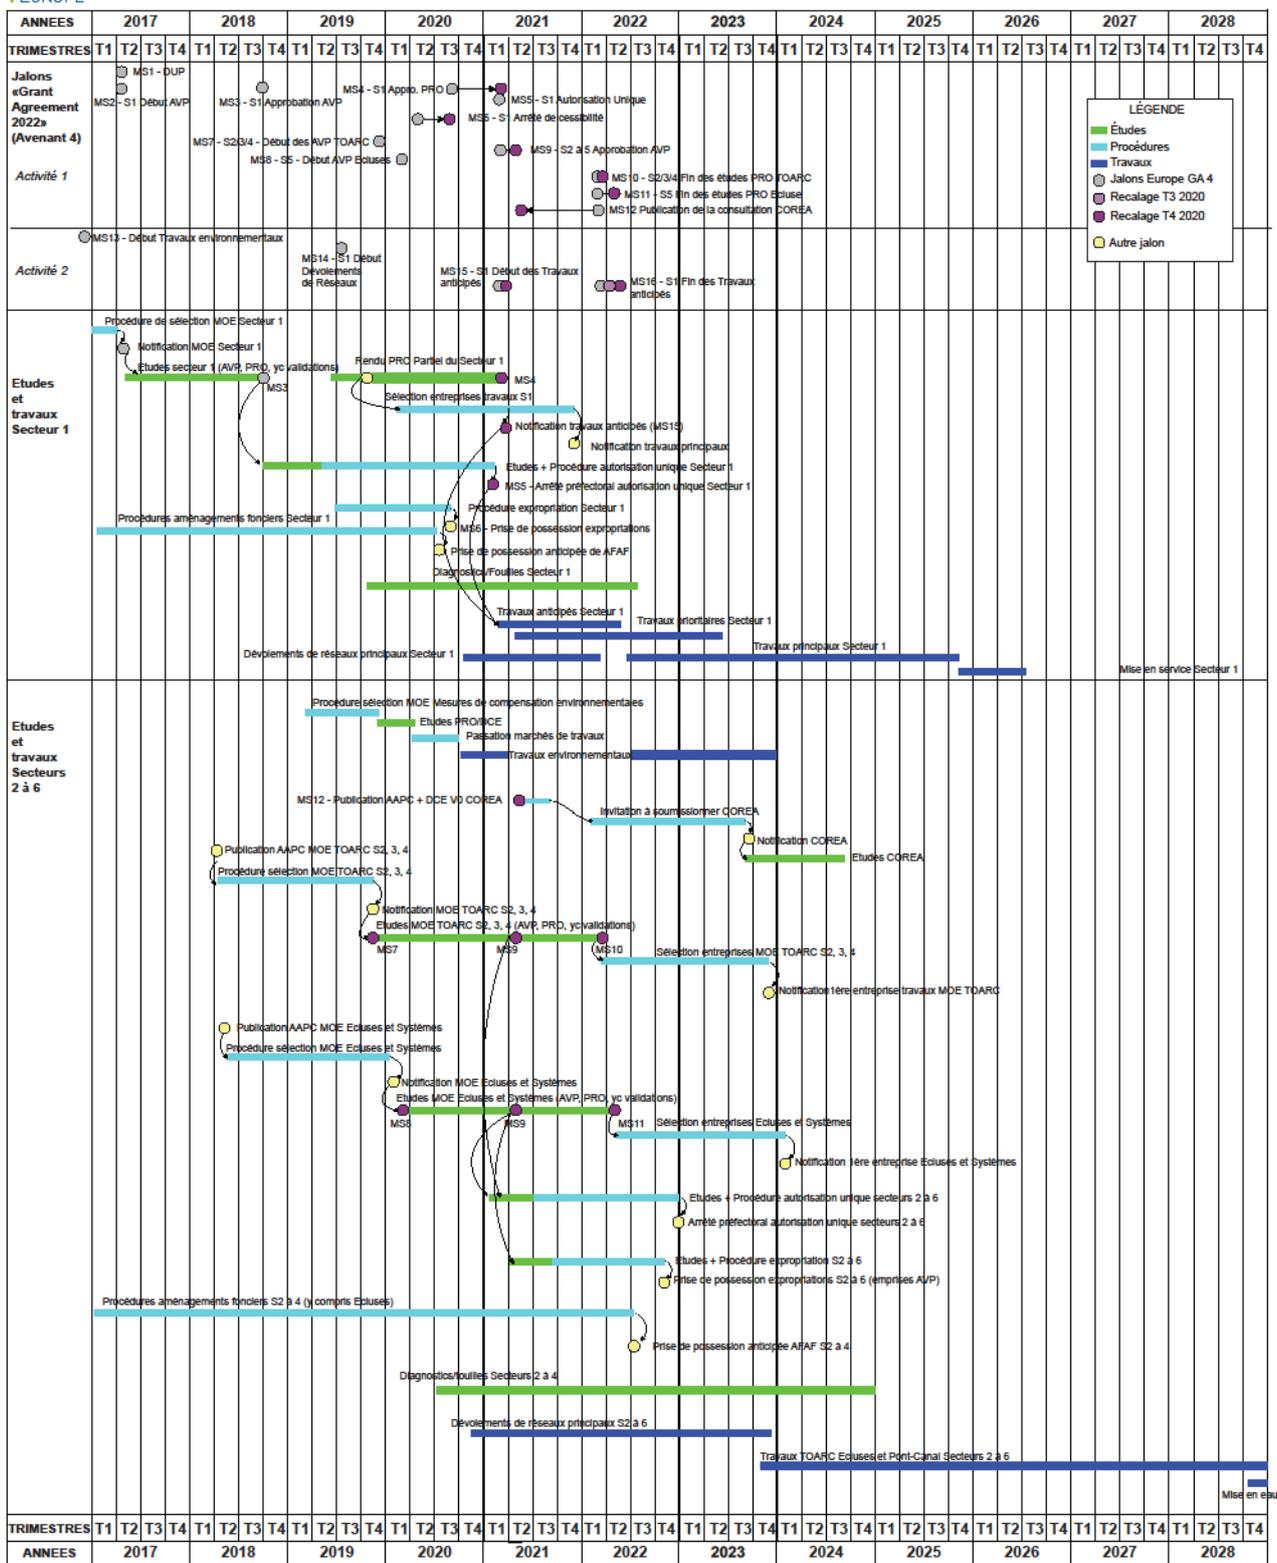 ANNEES 2017 2018 2019 2020 2021 2022 2023 2024 2025 2026 2027 2028
TRIMESTRES T1 T2 T3 T4 T1 T2 T3 T4 T1 T2 T3 T4 T1 T2 T3 T4 T1 T2 T3 T4 T1 T2 T3 T4 T1 T2 T3 T4 T1 T2 T3 T4 T1 T2 T3 T4 T1 T2 T3 T4 T1 T2 T3 T4 T1 T2 T3 T4
Jalons
«Grant
Agreement
2022»
(Avenant 4)
MS1 - DUP
MS2 - S1 Début AVP
MS3 - S1 Approbation AVP
MS4 - S1 Appro. PRO
MS5 - S1 Autorisation Unique
MS6 - S1 Arrêté de cessibilité
MS7 - S2/3/4 - Début des AVP TOARC
MS9 - S2 à 5 Approbation AVP
MS8 - S5 - Début AVP Ecluses
Activité 1
MS10 - S2/3/4 Fin des études PRO TOARC
MS11 - S5 Fin des études PRO Ecluse
MS12 Publication de la consultation COREA
LÉGENDE
Études
Procédures
Travaux
Jalons Europe GA 4
Recalage T3 2020
Recalage T4 2020
Autre jalon
MS13 - Début Travaux environnementaux
MS14 - S1 Début
Dévoiements
de Réseaux
Activité 2
MS15 - S1 Début des Travaux
anticipés
MS16 - S1 Fin des Travaux
anticipés
Etudes
et
travaux
Secteur 1
Procédure de sélection MOE Secteur 1
Notification MOE Secteur 1
Etudes secteur 1 (AVP, PRO, yc validations)
MS3
Rendu PRO Partiel du Secteur 1
MS4
Sélection entreprises travaux S1
Notification travaux anticipés (MS15)
Notification travaux principaux
Etudes + Procédure autorisation unique Secteur 1
MS5 - Arrêté préfectoral autorisation unique Secteur 1
Procédure expropriation Secteur 1
Procédures aménagements fonciers Secteur 1
MS6 - Prise de possession expropriations
Prise de possession anticipée de AFAF
Diagnostics/Fouilles Secteur 1
Travaux anticipés Secteur 1
Travaux prioritaires Secteur 1
Travaux principaux Secteur 1
Dévoiements de réseaux principaux Secteur 1
Mise en service Secteur 1
Etudes
et
travaux
Secteurs
2 à 6
Procédure sélection MOE Mesures de compensation environnementales
Etudes PRO/DCE
Passation marchés de travaux
Travaux environnementaux
MS12 - Publication AAPC + DCE V0 COREA
Invitation à soumissionner COREA
Notification COREA
Etudes COREA
Publication AAPC MOE TOARC S2, 3, 4
Procédure sélection MOE TOARC S2, 3, 4
Notification MOE TOARC S2, 3, 4
Etudes MOE TOARC S2, 3, 4 (AVP, PRO, yc validations)
MS7
MS9
MS10
Sélection entreprises MOE TOARC S2, 3, 4
Notification 1ère entreprise travaux MOE TOARC
Publication AAPC MOE Ecluses et Systèmes
Procédure sélection MOE Ecluses et Systèmes
Notification MOE Ecluses et Systèmes
Etudes MOE Ecluses et Systèmes (AVP, PRO, yc validations)
MS8
MS9
MS11
Sélection entreprises Ecluses et Systèmes
Notification 1ère entreprise Ecluses et Systèmes
Etudes + Procédure autorisation unique secteurs 2 à 6
Arrêté préfectoral autorisation unique secteurs 2 à 6
Etudes + Procédure expropriation S2 à 6
Prise de possession expropriations S2 à 6 (emprises AVP)
Procédures aménagements fonciers S2 à 4 (y compris Ecluses)
Prise de possession anticipée AFAF S2 à 4
Diagnostics/fouilles Secteurs 2 à 4
Dévoiements de réseaux principaux S2 à 6
Travaux TOARC Ecluses et Pont-Canal Secteurs 2 à 6
Mise en eau
TRIMESTRES T1 T2 T3 T4 T1 T2 T3 T4 T1 T2 T3 T4 T1 T2 T3 T4 T1 T2 T3 T4 T1 T2 T3 T4 T1 T2 T3 T4 T1 T2 T3 T4 T1 T2 T3 T4 T1 T2 T3 T4 T1 T2 T3 T4 T1 T2 T3 T4
ANNEES 2017 2018 2019 2020 2021 2022 2023 2024 2025 2026 2027 2028